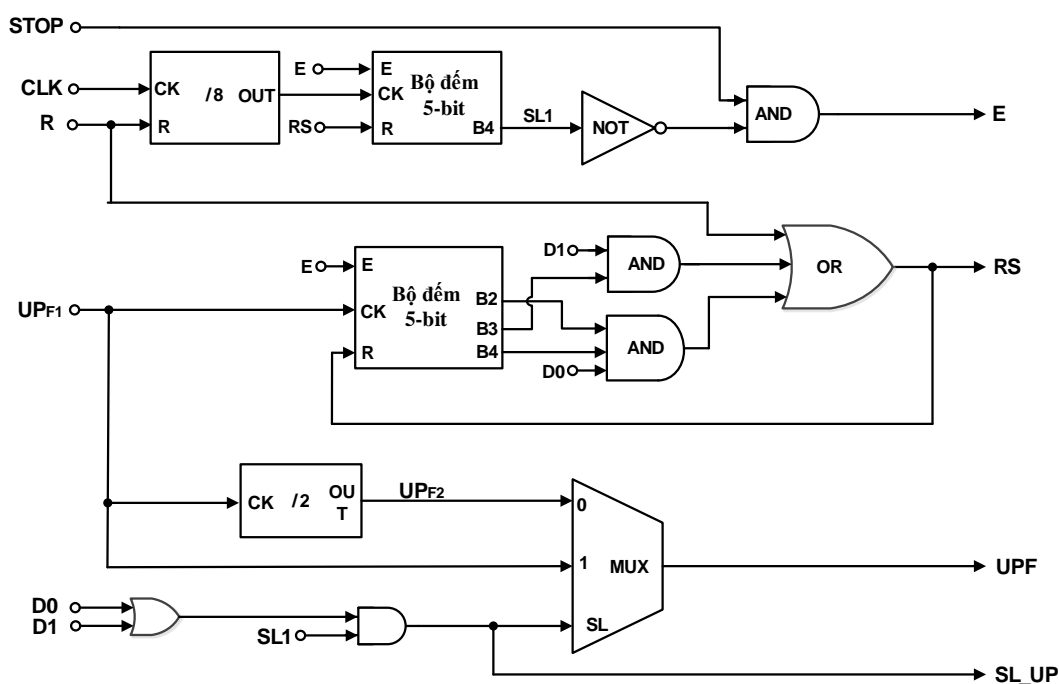 STOP
CLK
R
CK
/8
OUT
R
E
RS
E
CK
R
Bộ đếm
5-bit
B4
SL1
NOT
AND
E
UPF1
E
E
CK
R
Bộ đếm
5-bit
B2
B3
B4
D1
AND
D0
AND
OR
RS
CK
/2
OU
T
UPF2
0
1
MUX
SL
UPF
D0
D1
SL1
SL_UP